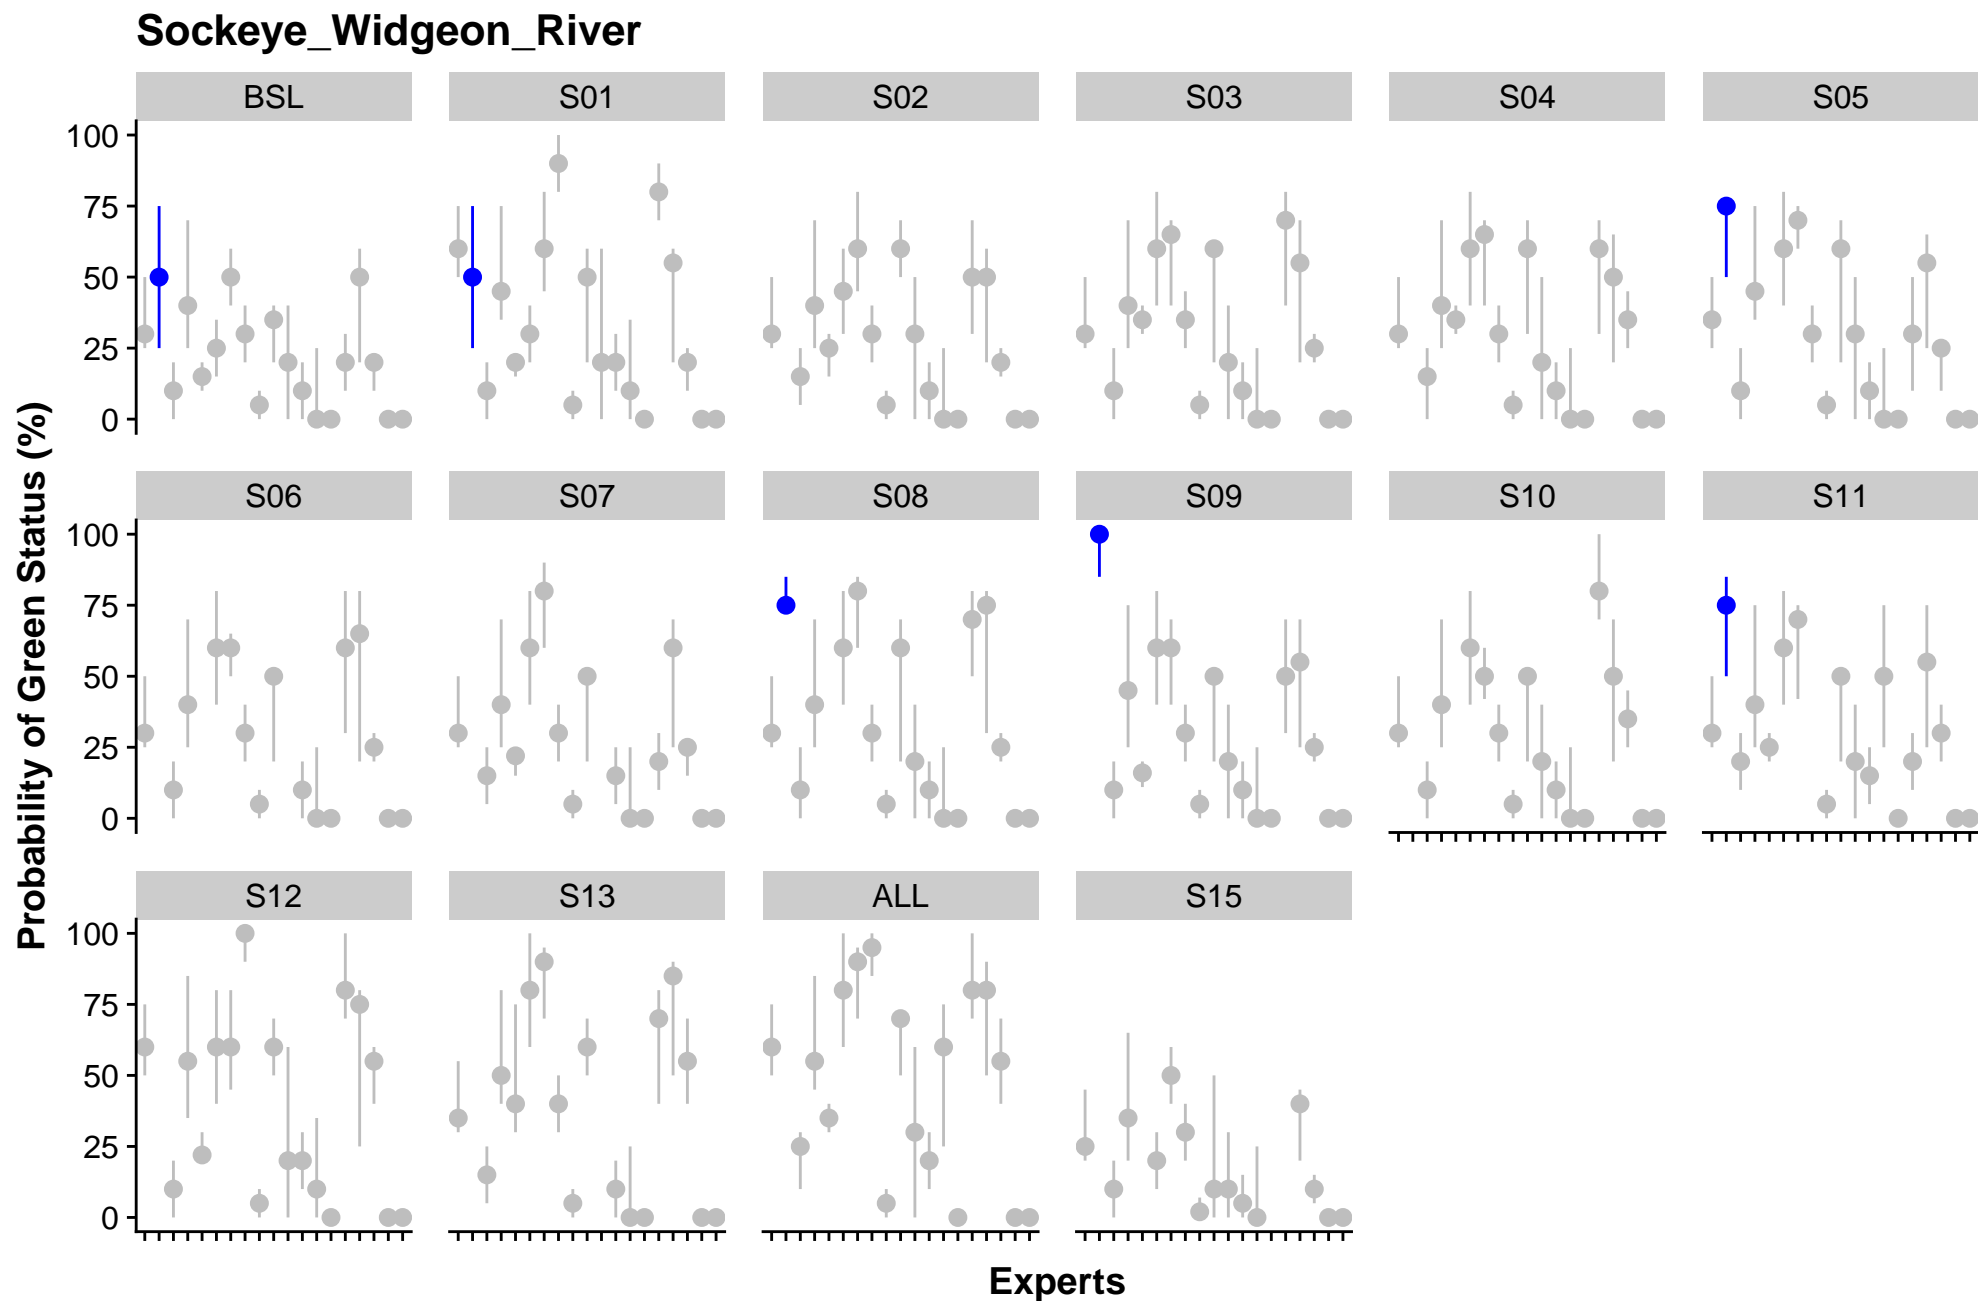 Sockeye_Widgeon_River
BSL S01 S02 S03 S04 S05
100
75
50
25
0
S06 S07 S08 S09 S10 S11
100
75
50
25
0
S12 S13 ALL S15
100
75
50
25
0
Probability of Green Status (%)
Experts